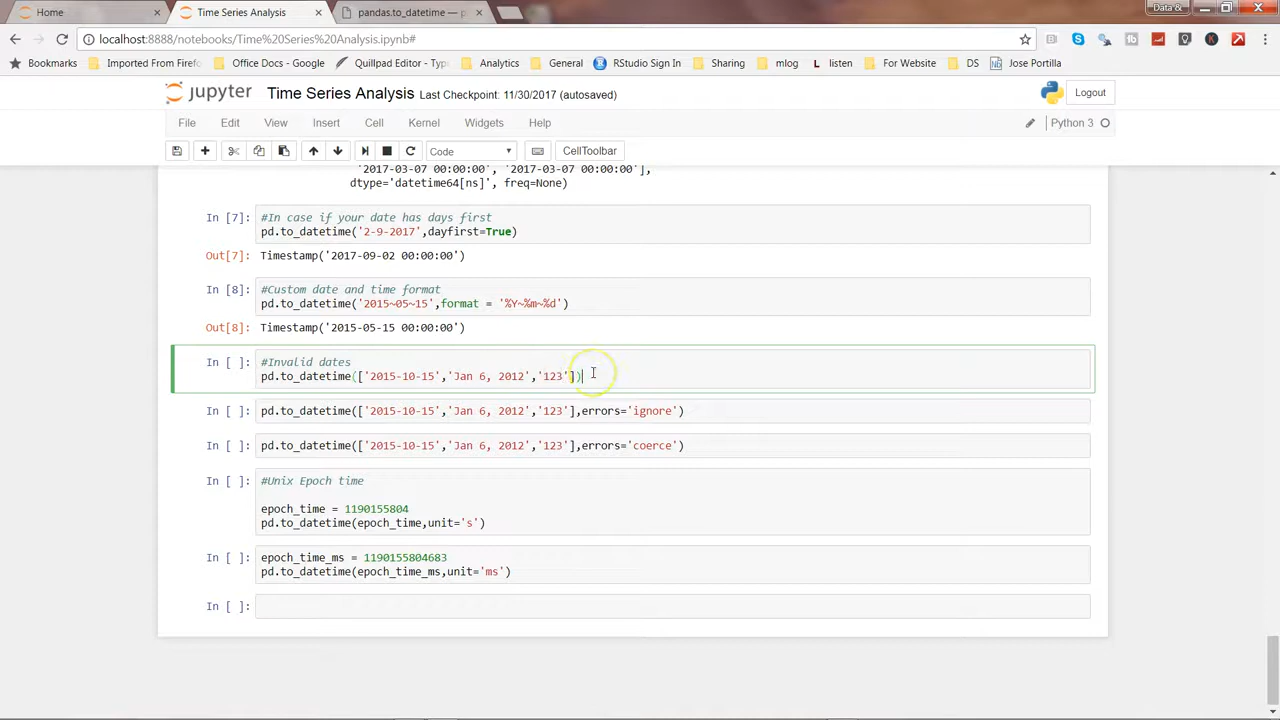 Home
Time Series Analysis
pandas.to_datetime — p
Data &
localhost:8888/notebooks/Time%20Series%20Analysis.ipynb#
Bookmarks Imported From Firef Office Docs - Google Quillpad Editor - Type Analytics General RStudio Sign In Sharing mlog listen For Website DS Jose Portilla
jupyter Time Series Analysis Last Checkpoint: 11/30/2017 (autosaved) Logout
File Edit View Insert Cell Kernel Widgets Help Python 3
Code CellToolbar
'2017-03-07 00:00:00', '2017-03-07 00:00:00'],
dtype='datetime64[ns]', freq=None)
In [7]: #In case if your date has days first
pd.to_datetime('2-9-2017',dayfirst=True)
Out[7]: Timestamp('2017-09-02 00:00:00')
In [8]: #Custom date and time format
pd.to_datetime('2015~05~15',format = '%Y~%m~%d')
Out[8]: Timestamp('2015-05-15 00:00:00')
In [ ]: #Invalid dates
pd.to_datetime(['2015-10-15','Jan 6, 2012','123'])
In [ ]: pd.to_datetime(['2015-10-15','Jan 6, 2012','123'],errors='ignore')
In [ ]: pd.to_datetime(['2015-10-15','Jan 6, 2012','123'],errors='coerce')
In [ ]: #Unix Epoch time
epoch_time = 1190155804
pd.to_datetime(epoch_time,unit='s')
In [ ]: epoch_time_ms = 1190155804683
pd.to_datetime(epoch_time_ms,unit='ms')
In [ ]: